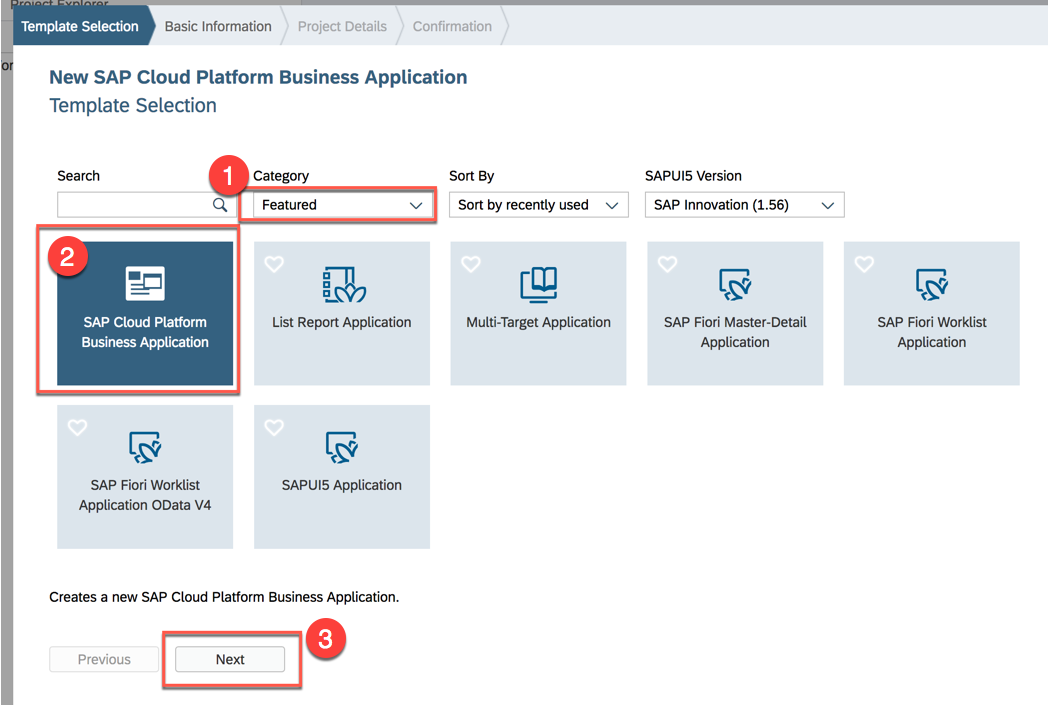 Project Explorer
Template Selection
Basic Information
Project Details
Confirmation
or
New SAP Cloud Platform Business Application
Template Selection
Search
1
Category
Sort By
SAPUI5 Version
Featured
Sort by recently used
SAP Innovation (1.56)
2
SAP Cloud Platform
Business Application
List Report Application
Multi-Target Application
SAP Fiori Master-Detail
Application
SAP Fiori Worklist
Application
SAP Fiori Worklist
Application OData V4
SAPUI5 Application
Creates a new SAP Cloud Platform Business Application.
Previous
Next
3